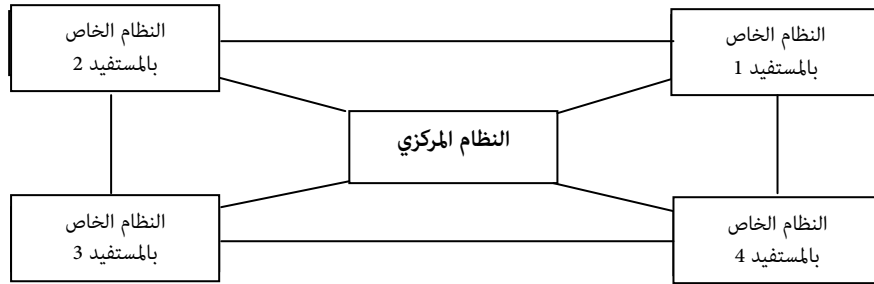 النظام الخاص
بالمستفيد 1
النظام الخاص
بالمستفيد 2
النظام المركزي
النظام الخاص
بالمستفيد 4
النظام الخاص
بالمستفيد 3